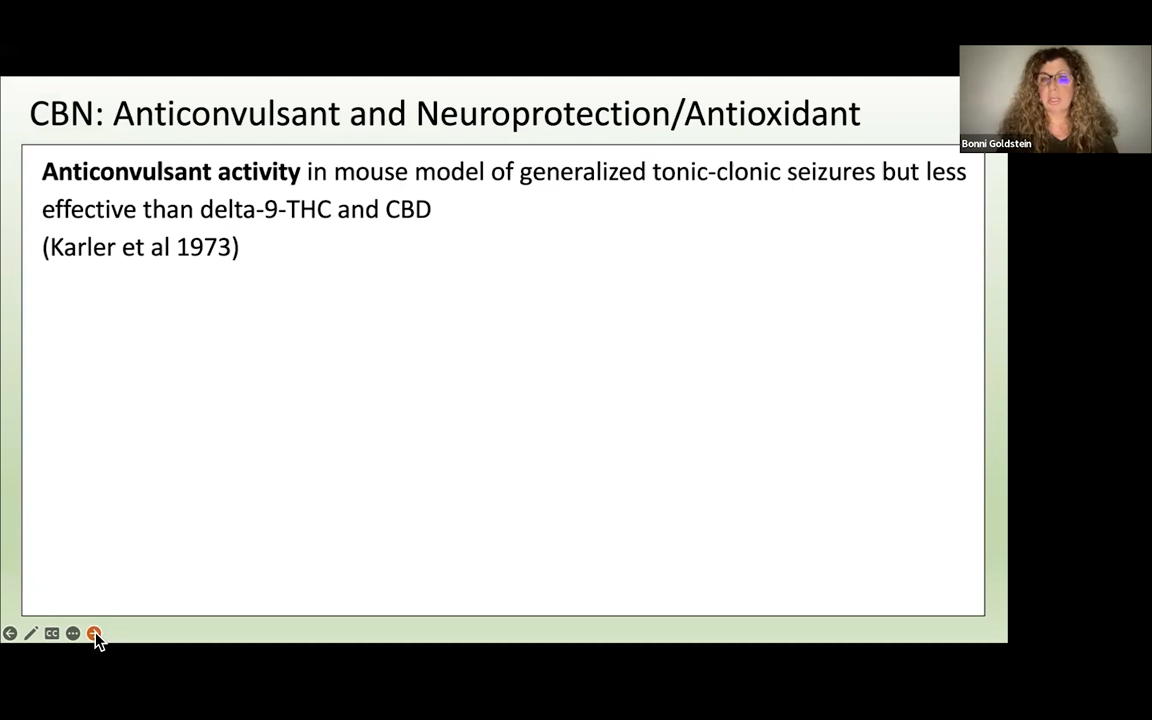 CBN: Anticonvulsant and Neuroprotection/Antioxidant
Bonni Goldstein
Anticonvulsant activity in mouse model of generalized tonic-clonic seizures but less
effective than delta-9-THC and CBD
(Karler et al 1973)
CC